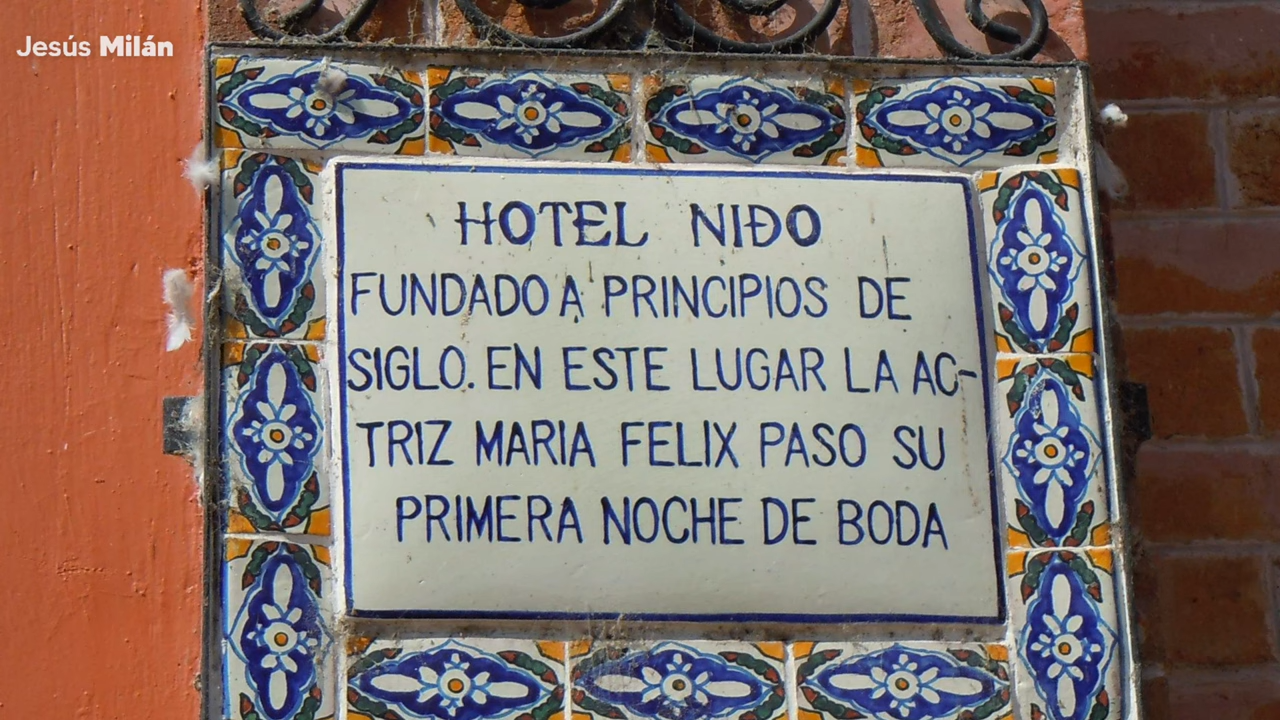 Jesús Milán
HOTEL NIDO
FUNDADO A PRINCIPIOS DE
SIGLO. EN ESTE LUGAR LA AC-
TRIZ MARIA FELIX PASO SU
PRIMERA NOCHE DE BODA